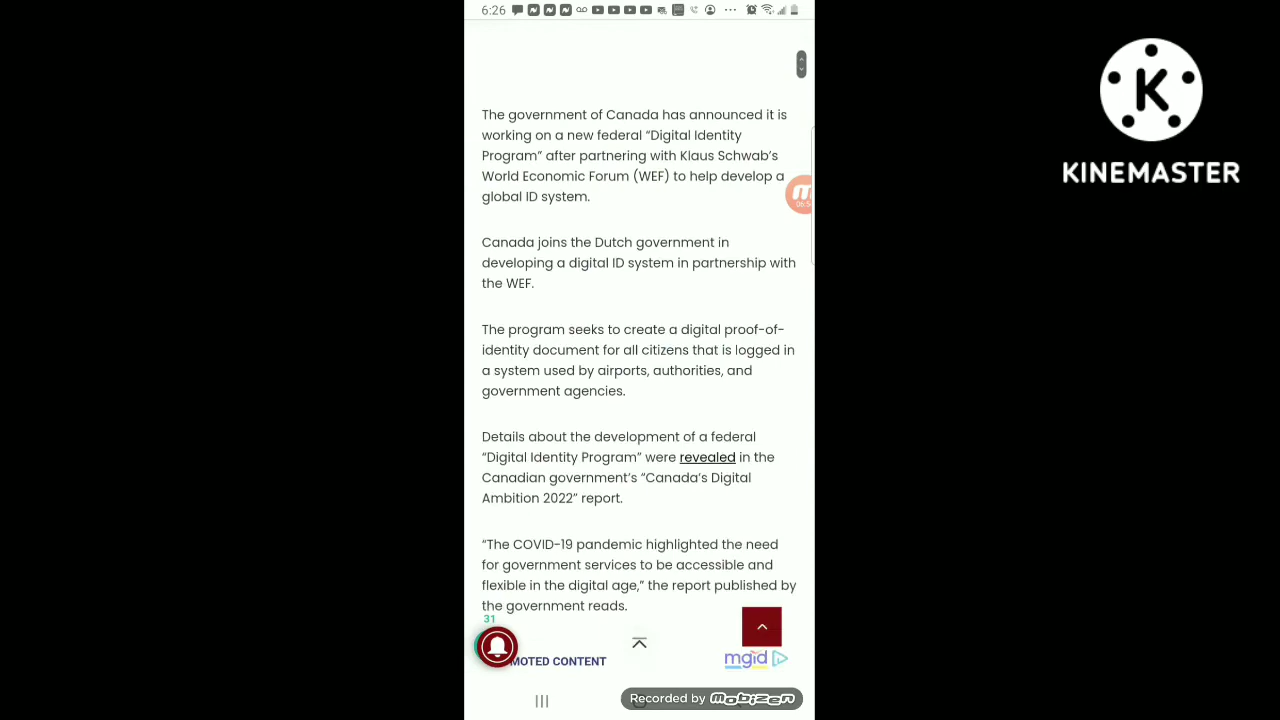 6:26
K
KINEMASTER
The government of Canada has announced it is
working on a new federal “Digital Identity
Program” after partnering with Klaus Schwab’s
World Economic Forum (WEF) to help develop a
global ID system.
Canada joins the Dutch government in
developing a digital ID system in partnership with
the WEF.
The program seeks to create a digital proof-of-
identity document for all citizens that is logged in
a system used by airports, authorities, and
government agencies.
Details about the development of a federal
“Digital Identity Program” were revealed in the
Canadian government’s “Canada’s Digital
Ambition 2022” report.
“The COVID-19 pandemic highlighted the need
for government services to be accessible and
flexible in the digital age,” the report published by
the government reads.
31
MOTED CONTENT
mgid
Recorded by mobizen